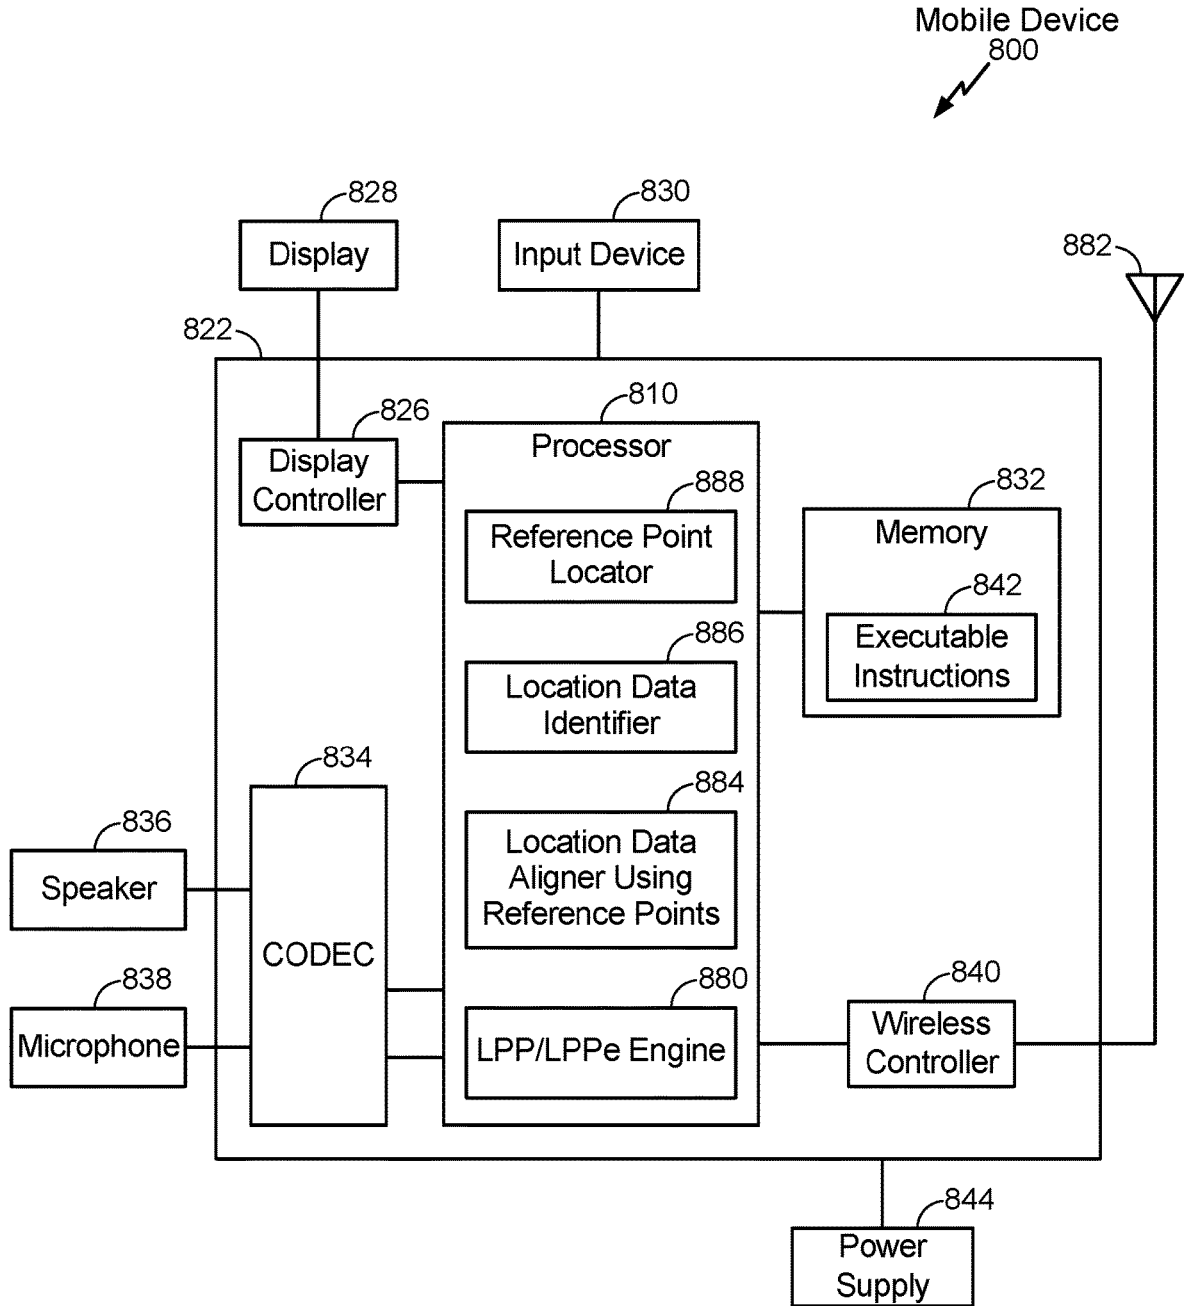 Mobile Device
800
828
Display
830
Input Device
882
822
826
Display
Controller
810
Processor
888
Reference Point
Locator
832
Memory
842
Executable
Instructions
886
Location Data
Identifier
834
CODEC
884
Location Data
Aligner Using
Reference Points
836
Speaker
838
Microphone
880
LPP/LPPe Engine
840
Wireless
Controller
844
Power
Supply